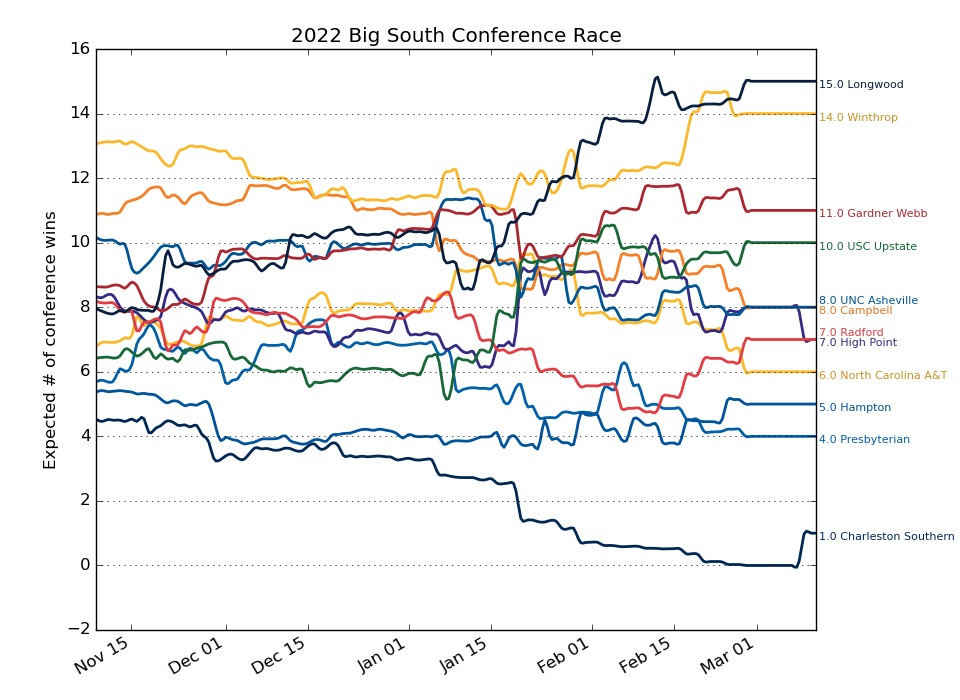 2022 Big South Conference Race
Expected # of conference wins
16
14
12
10
8
6
4
2
0
−2
15.0 Longwood
14.0 Winthrop
11.0 Gardner Webb
10.0 USC Upstate
8.0 UNC Asheville
8.0 Campbell
7.0 Radford
7.0 High Point
6.0 North Carolina A&T
5.0 Hampton
4.0 Presbyterian
1.0 Charleston Southern
Nov 15
Dec 01
Dec 15
Jan 01
Jan 15
Feb 01
Feb 15
Mar 01